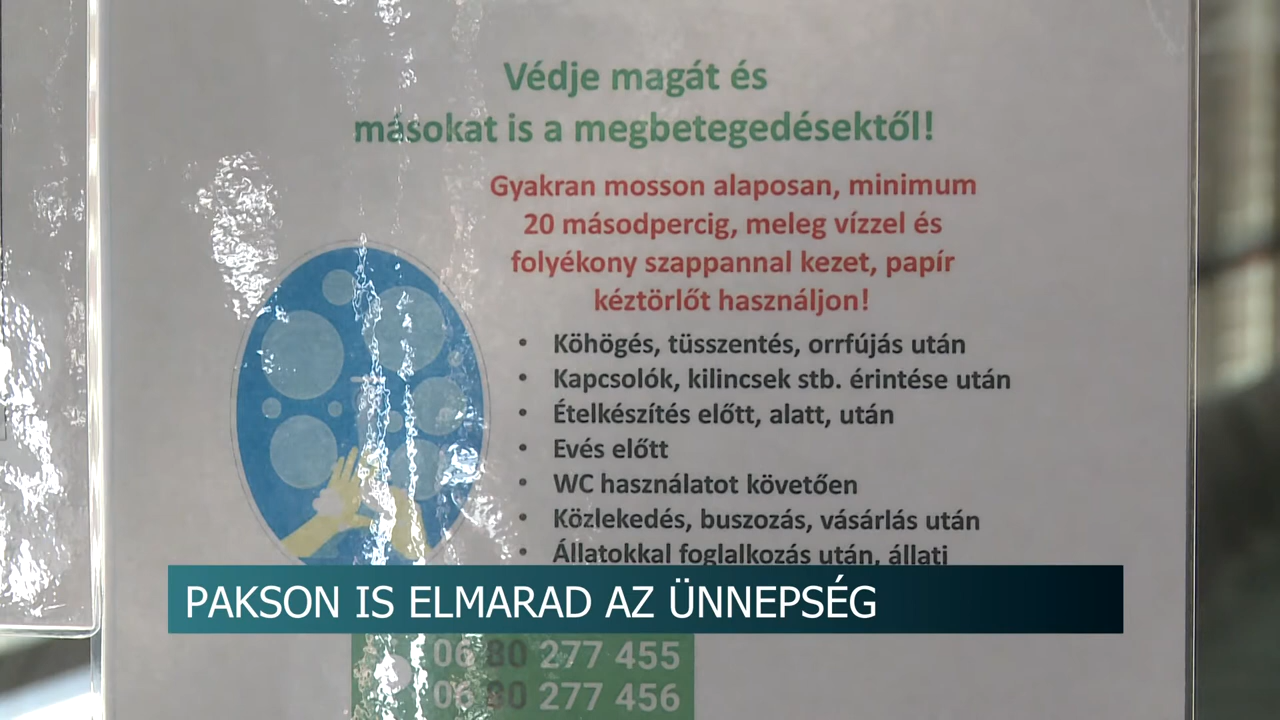 Védje magát és
másokat is a megbetegedésektől!
Gyakran mosson alaposan, minimum
20 másodpercig, meleg vízzel és
folyékony szappannal kezet, papír
kéztörlőt használjon!
• Köhögés, tüsszentés, orrfújás után
• Kapcsolók, kilincsek stb. érintése után
• Ételkészítés előtt, alatt, után
• Evés előtt
• WC használatot követően
• Közlekedés, buszozás, vásárlás után
• Állatokkal foglalkozás után, állati
PAKSON IS ELMARAD AZ ÜNNEPSÉG
06 80 277 455
06 80 277 456